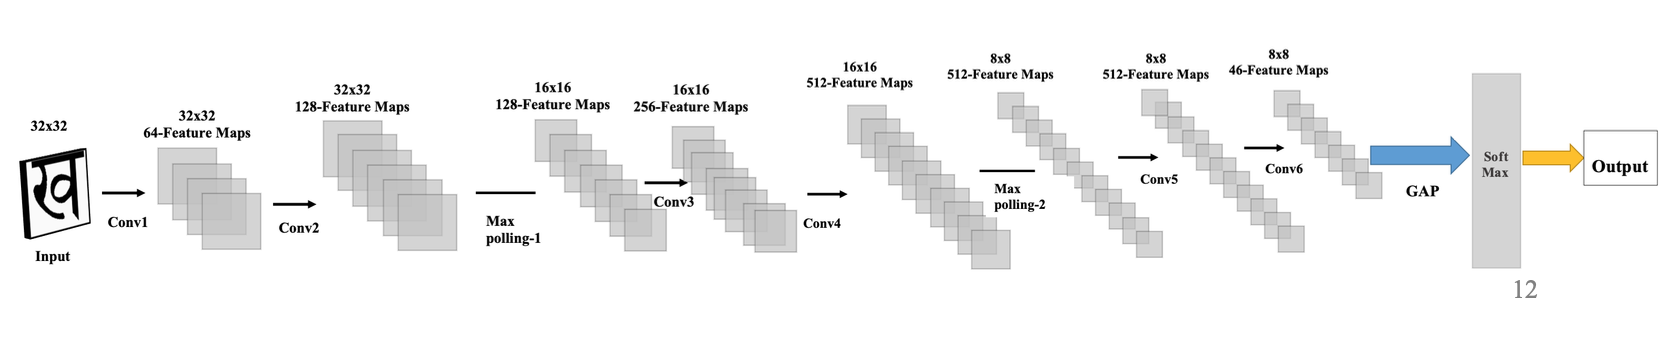 32x32
ख
Input
Conv1
32x32
64-Feature Maps
Conv2
32x32
128-Feature Maps
Max
polling-1
16x16
128-Feature Maps
Conv3
16x16
256-Feature Maps
Conv4
16x16
512-Feature Maps
Max
polling-2
8x8
512-Feature Maps
Conv5
8x8
512-Feature Maps
Conv6
8x8
46-Feature Maps
GAP
Soft
Max
Output
12